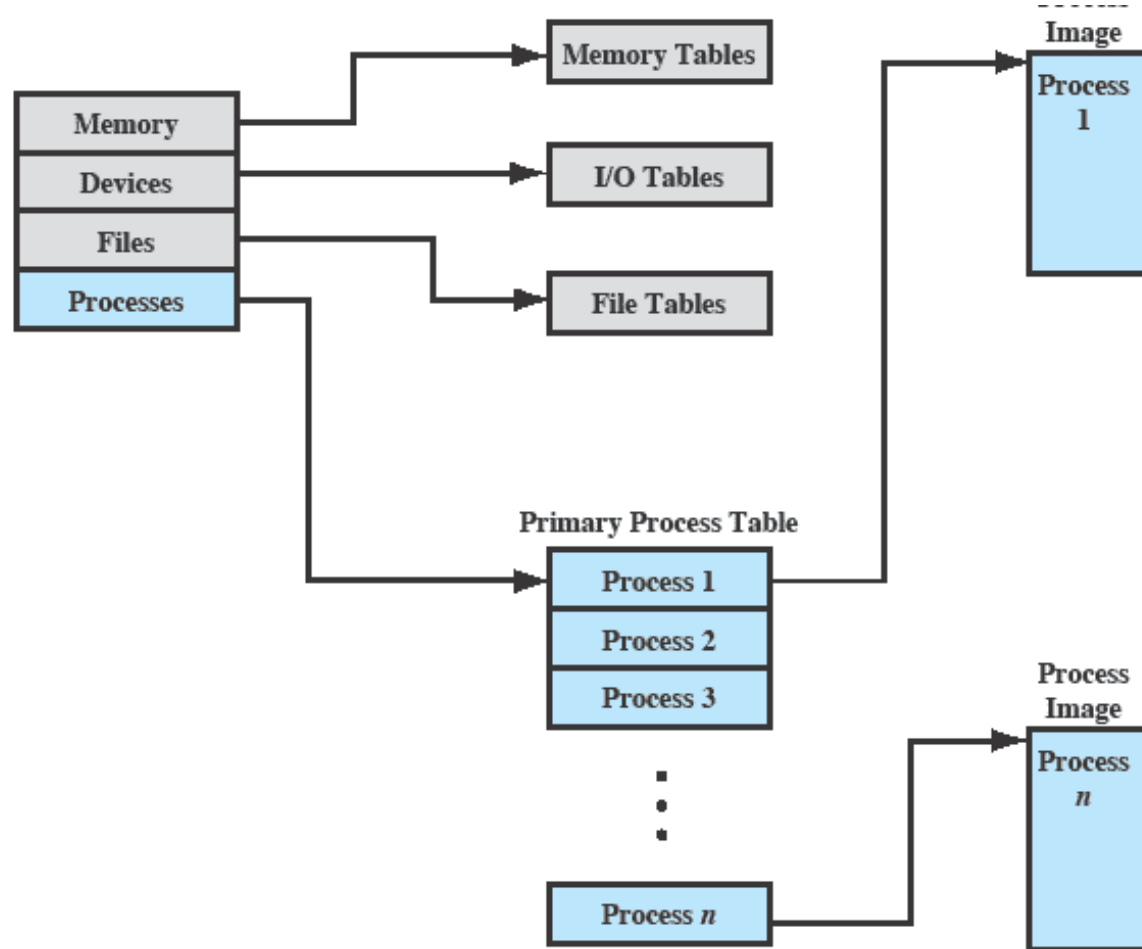 Image
Process
1
Memory Tables
Memory
Devices
Files
Processes
I/O Tables
File Tables
Primary Process Table
Process 1
Process 2
Process 3
Process n
Process
Image
Process
n